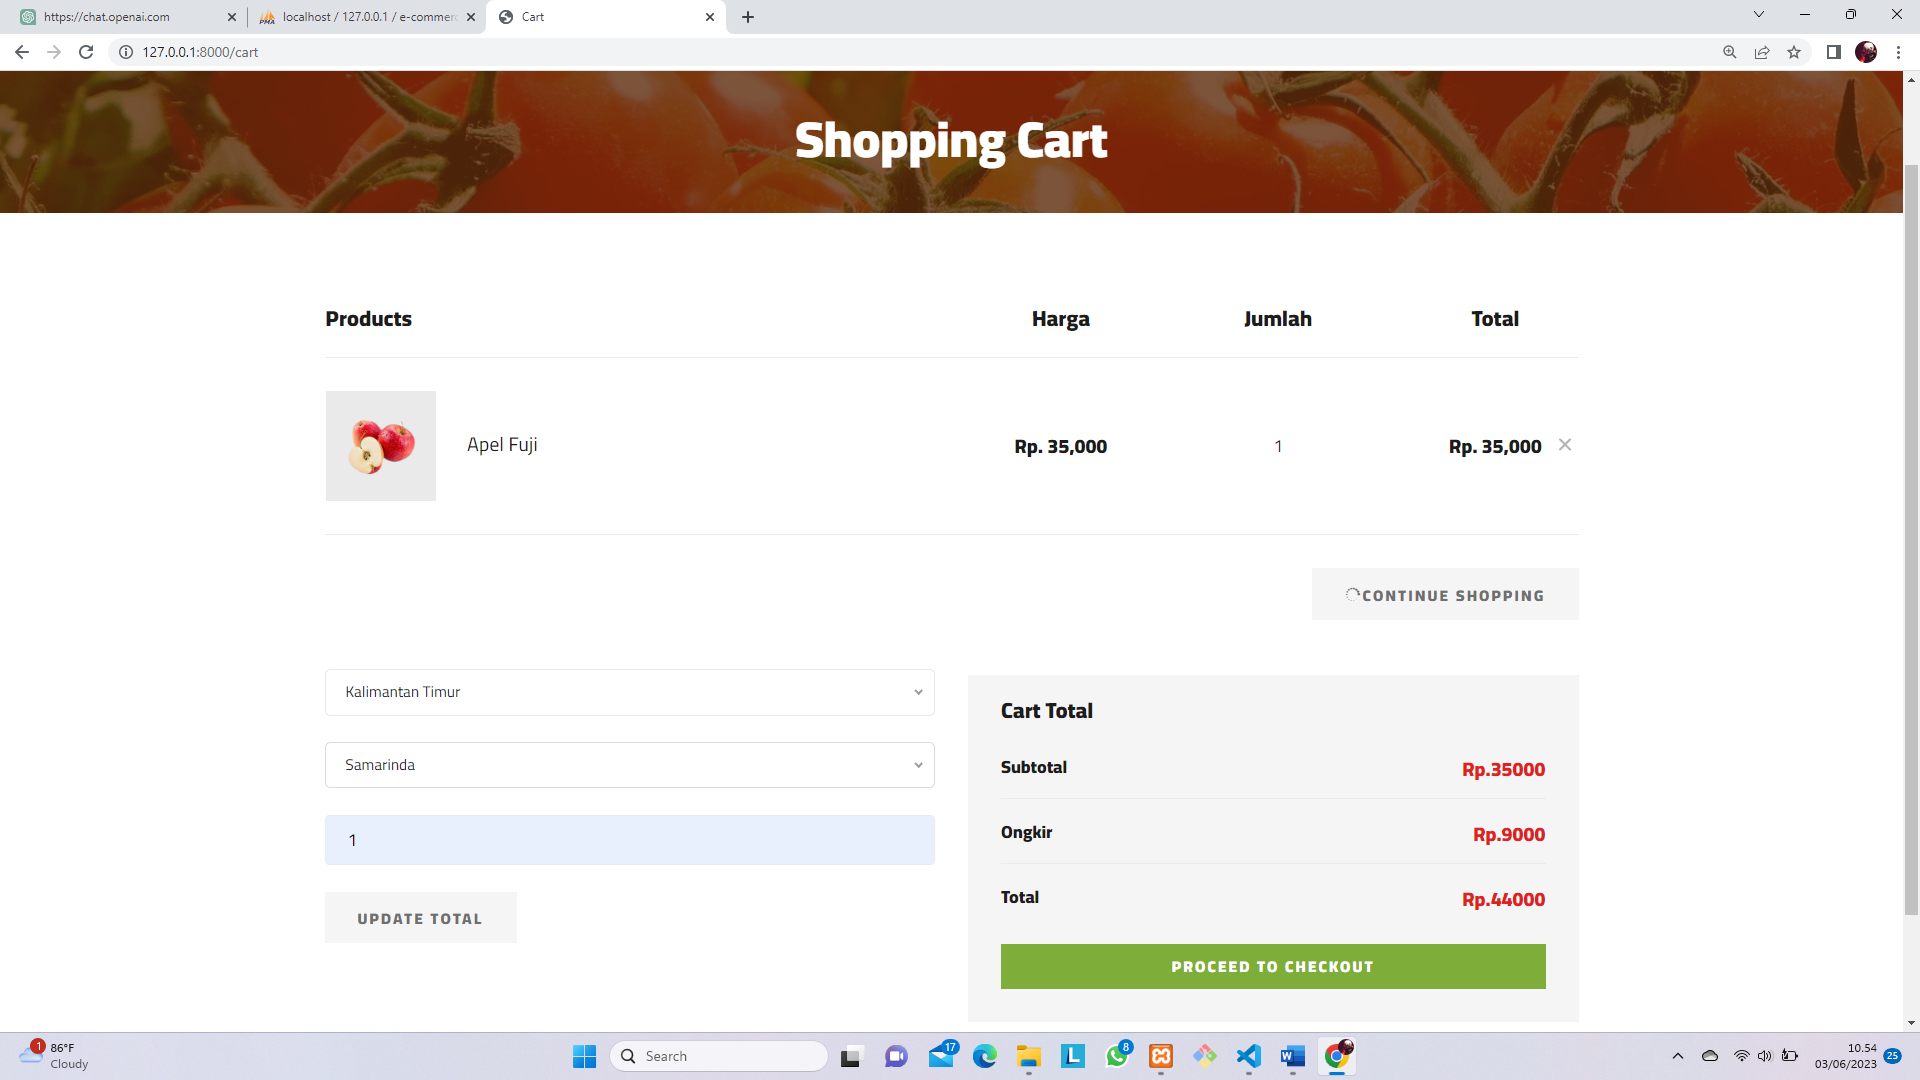 https://chat.openai.com
localhost / 127.0.0.1 / e-commerc
Cart
127.0.0.1:8000/cart
Shopping Cart
Products Harga Jumlah Total
Apel Fuji Rp. 35,000 1 Rp. 35,000
CONTINUE SHOPPING
Kalimantan Timur
Samarinda
1
UPDATE TOTAL
Cart Total
Subtotal Rp.35000
Ongkir Rp.9000
Total Rp.44000
PROCEED TO CHECKOUT
1
86°F
Cloudy
Search
17
8
10.54
03/06/2023
25